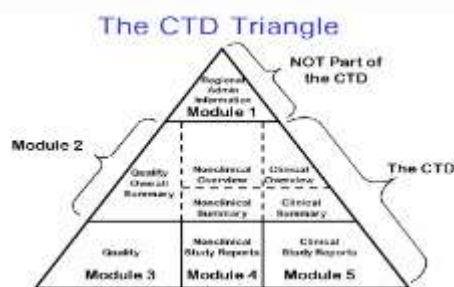 The CTD Triangle
NOT Part of
the CTD
Regional
Admin
Information
Module 1
Module 2
The CTD
Quality
Overall
Summary
Nonclinical
Overview
Clinical
Overview
Nonclinical
Summary
Clinical
Summary
Quality
Module 3
Nonclinical
Study Reports
Module 4
Clinical
Study Reports
Module 5